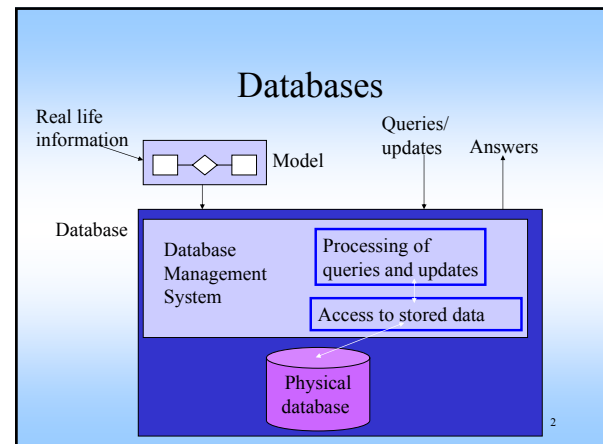 Databases
Real life
information
Model
Queries/
updates
Answers
Database
Database
Management
System
Processing of
queries and updates
Access to stored data
Physical
database
2